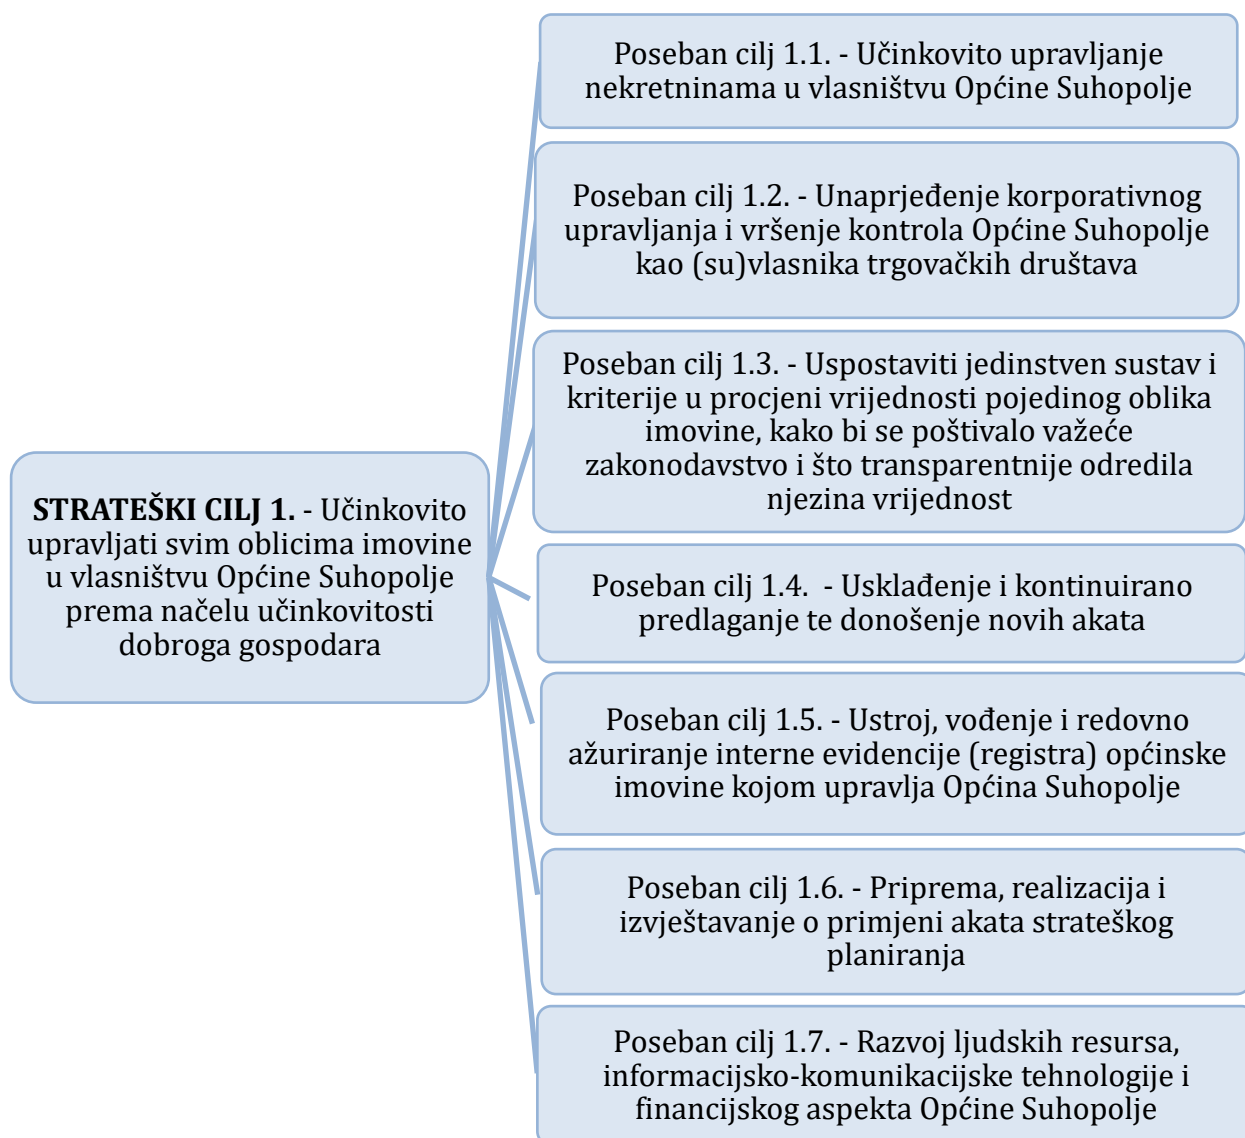 STRATEŠKI CILJ 1. - Učinkovito
upravljati svim oblicima imovine
u vlasništvu Općine Suhopolje
prema načelu učinkovitosti
dobroga gospodara
Poseban cilj 1.1. - Učinkovito upravljanje
nekretninama u vlasništvu Općine Suhopolje
Poseban cilj 1.2. - Unaprjeđenje korporativnog
upravljanja i vršenje kontrola Općine Suhopolje
kao (su)vlasnika trgovačkih društava
Poseban cilj 1.3. - Uspostaviti jedinstven sustav i
kriterije u procjeni vrijednosti pojedinog oblika
imovine, kako bi se poštivalo važeće
zakonodavstvo i što transparentnije odredila
njezina vrijednost
Poseban cilj 1.4.  - Usklađenje i kontinuirano
predlaganje te donošenje novih akata
Poseban cilj 1.5. - Ustroj, vođenje i redovno
ažuriranje interne evidencije (registra) općinske
imovine kojom upravlja Općina Suhopolje
Poseban cilj 1.6. - Priprema, realizacija i
izvještavanje o primjeni akata strateškog
planiranja
Poseban cilj 1.7. - Razvoj ljudskih resursa,
informacijsko-komunikacijske tehnologije i
financijskog aspekta Općine Suhopolje